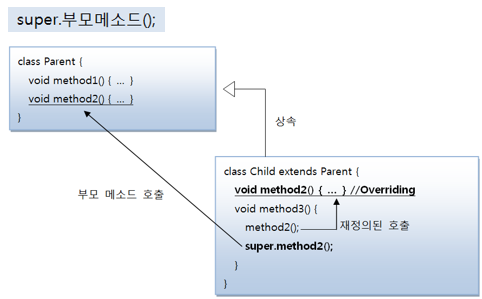 super.부모메소드();
class Parent {
void method1() { ... }
void method2() { ... }
}
상속
부모 메소드 호출
class Child extends Parent {
void method2() { ... } //Overriding
void method3() {
method2();
재정의된 호출
super.method2();
}
}